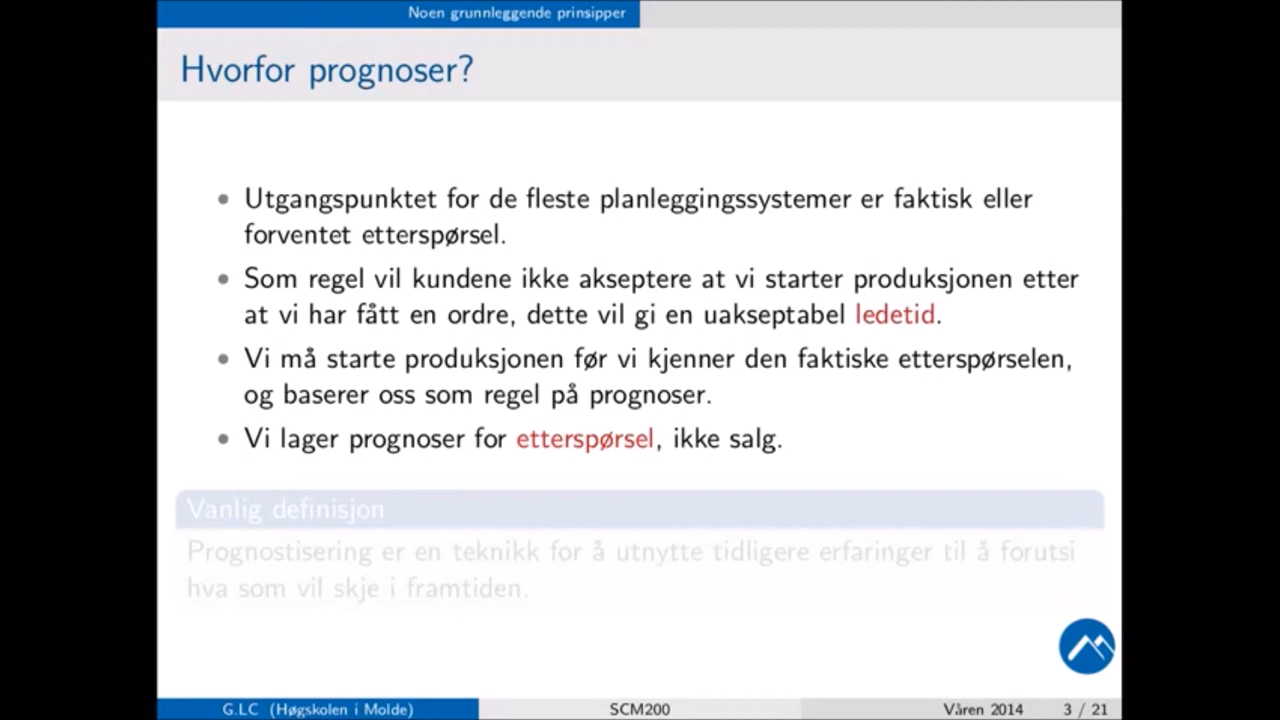 Noen grunnleggende prinsipper
Hvorfor prognoser?
• Utgangspunktet for de fleste planleggingssystemer er faktisk eller
forventet etterspørsel.
• Som regel vil kundene ikke akseptere at vi starter produksjonen etter
at vi har fått en ordre, dette vil gi en uakseptabel ledetid.
• Vi må starte produksjonen før vi kjenner den faktiske etterspørselen,
og baserer oss som regel på prognoser.
• Vi lager prognoser for etterspørsel, ikke salg.
Vanlig definisjon
Prognostisering er en teknikk for å utnytte tidligere erfaringer til å forutsi
hva som vil skje i framtiden.
G.LC (Høgskolen i Molde) SCM200 Våren 2014 3 / 21